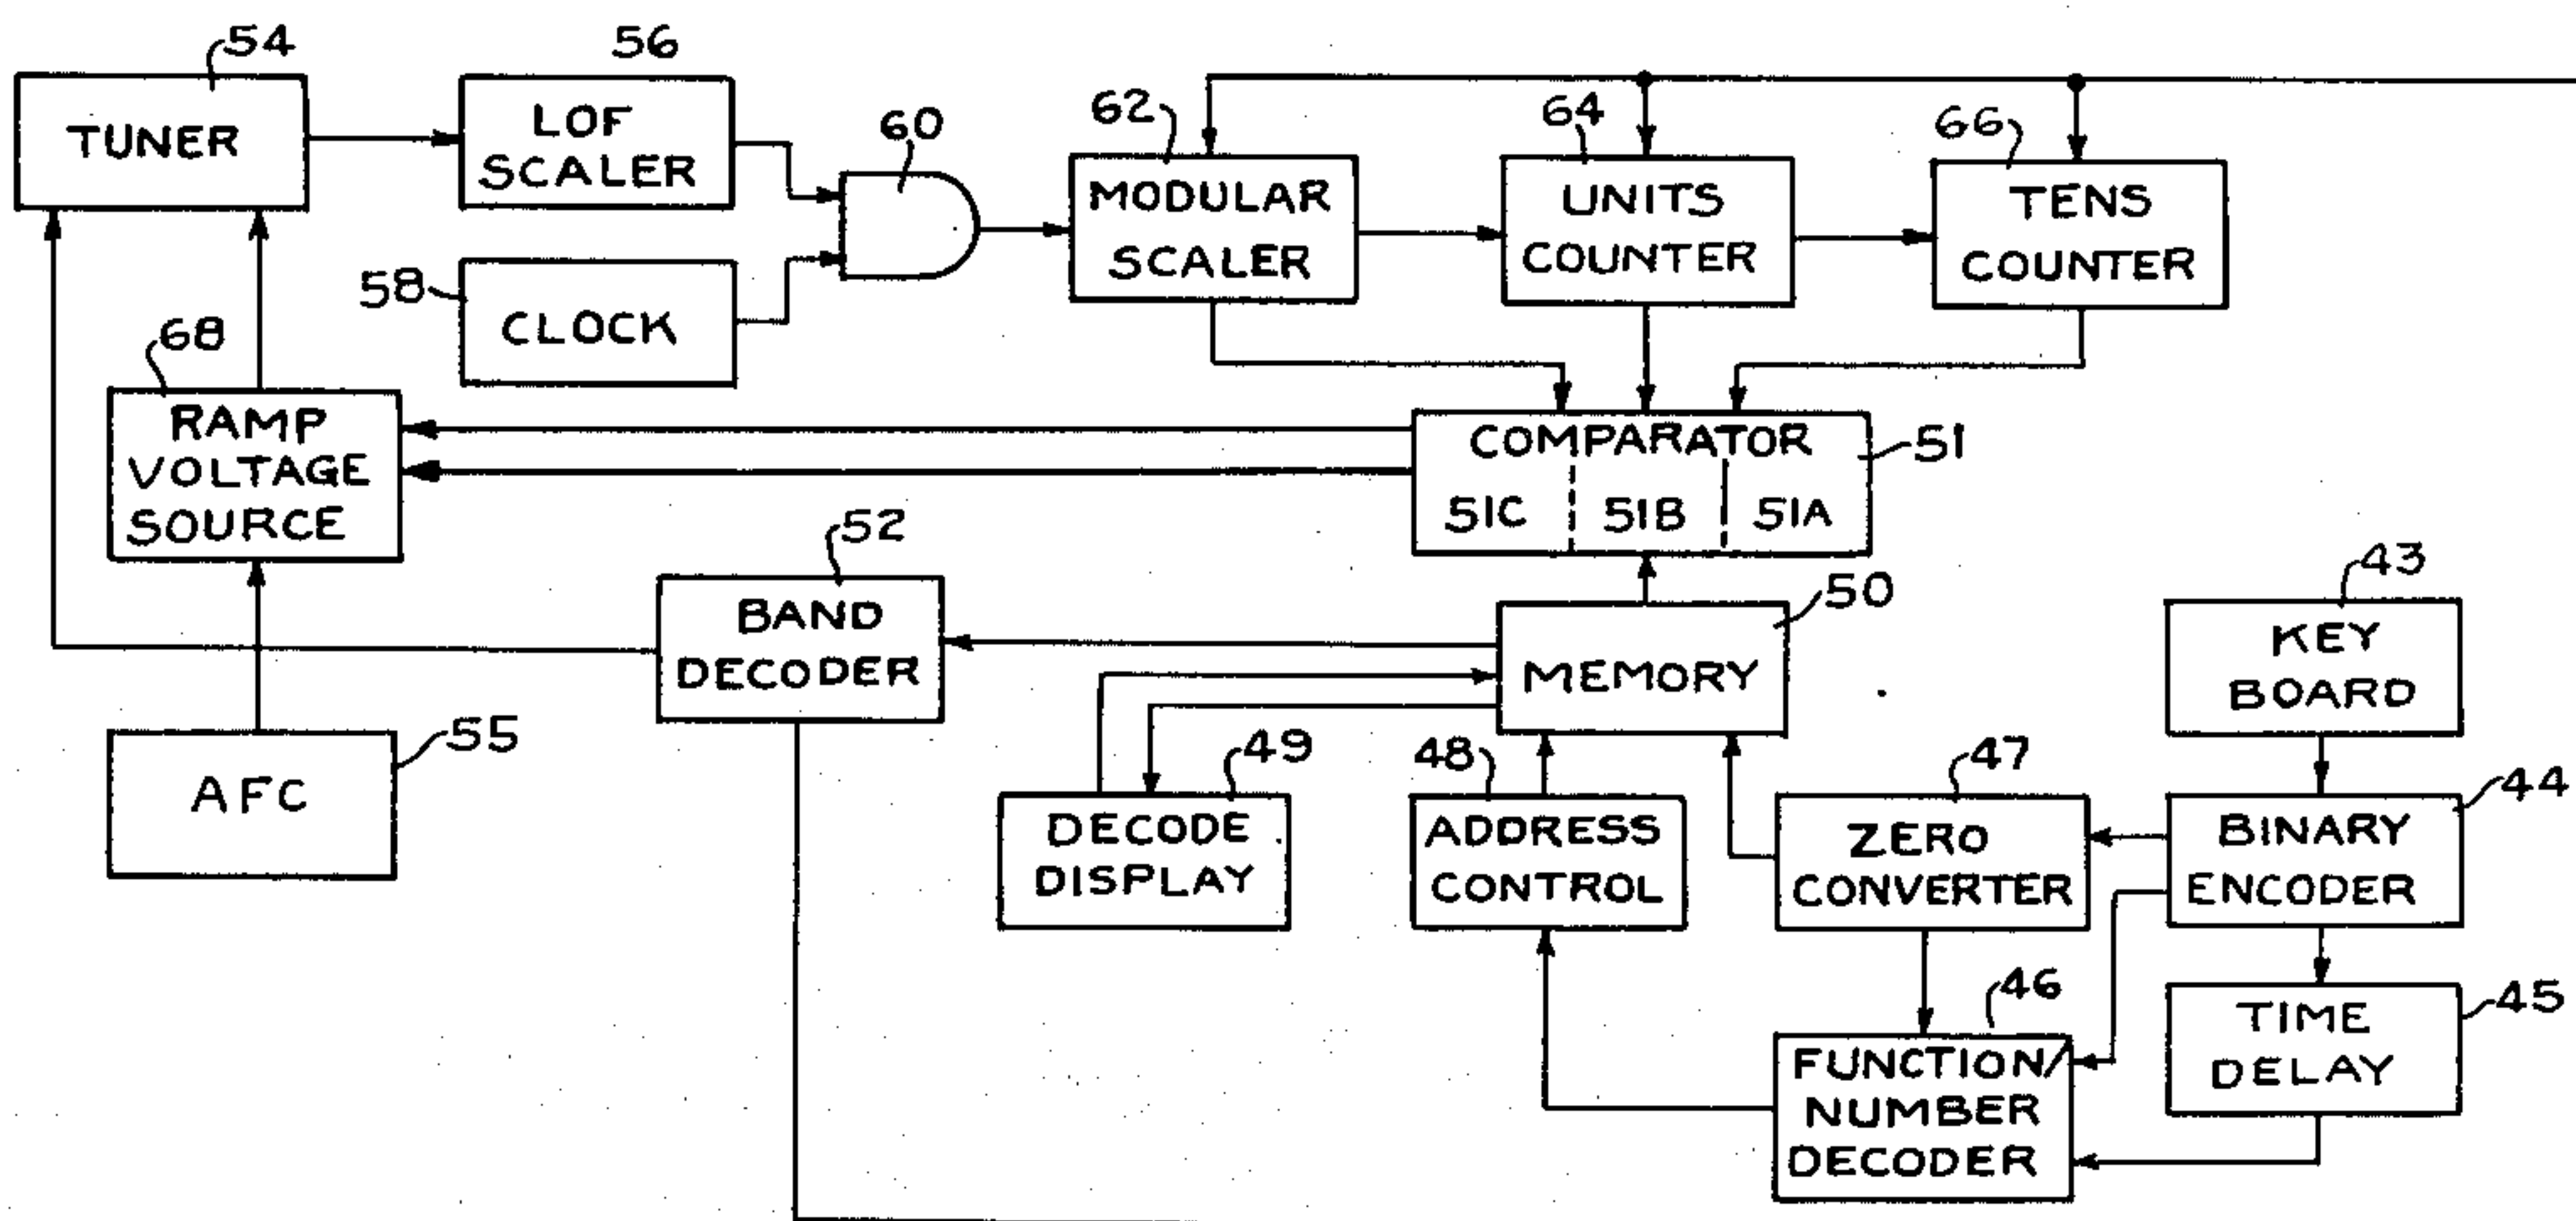 54
TUNER
56
LOF
SCALER
58
CLOCK
60
62
MODULAR
SCALER
64
UNITS
COUNTER
66
TENS
COUNTER
68
RAMP
VOLTAGE
SOURCE
COMPARATOR
51C 51B 51A
51
52
BAND
DECODER
50
MEMORY
43
KEY
BOARD
55
AFC
49
DECODE
DISPLAY
48
ADDRESS
CONTROL
47
ZERO
CONVERTER
44
BINARY
ENCODER
46
FUNCTION/
NUMBER
DECODER
45
TIME
DELAY